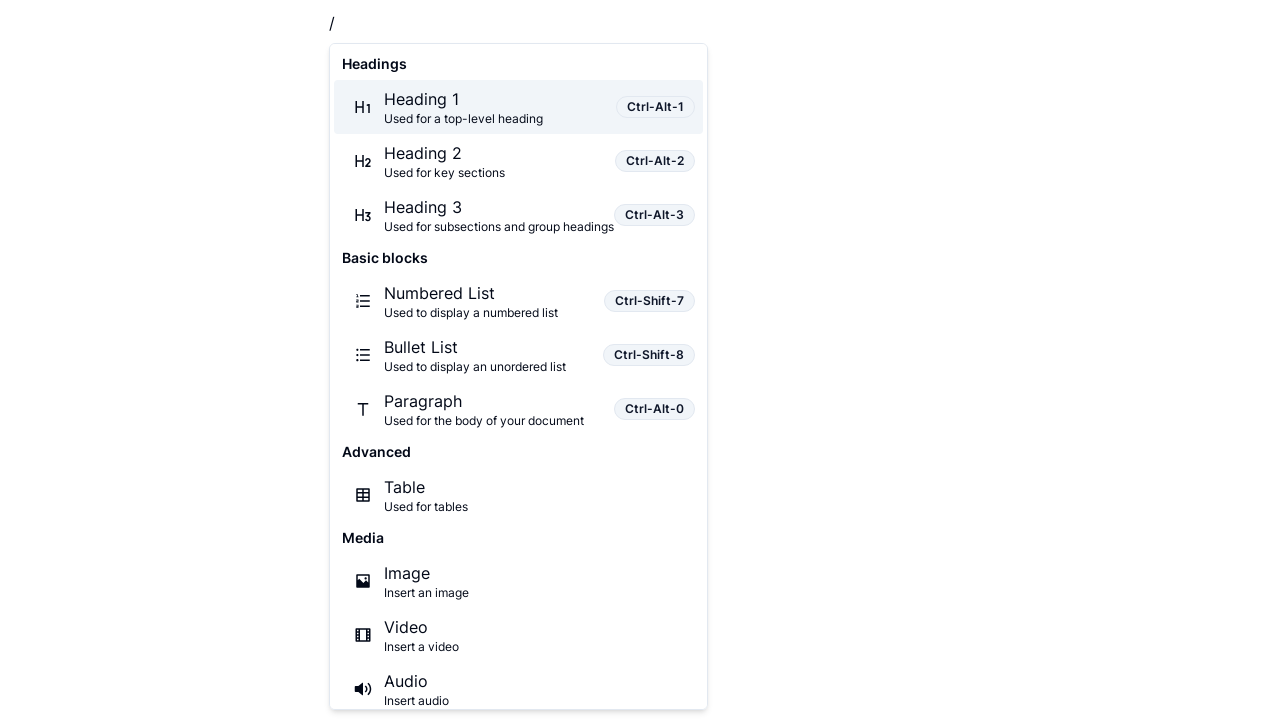 /
Headings
H1 Heading 1 Ctrl-Alt-1
Used for a top-level heading
H2 Heading 2 Ctrl-Alt-2
Used for key sections
H3 Heading 3 Ctrl-Alt-3
Used for subsections and group headings
Basic blocks
Numbered List Ctrl-Shift-7
Used to display a numbered list
Bullet List Ctrl-Shift-8
Used to display an unordered list
T Paragraph Ctrl-Alt-0
Used for the body of your document
Advanced
Table
Used for tables
Media
Image
Insert an image
Video
Insert a video
Audio
Insert audio